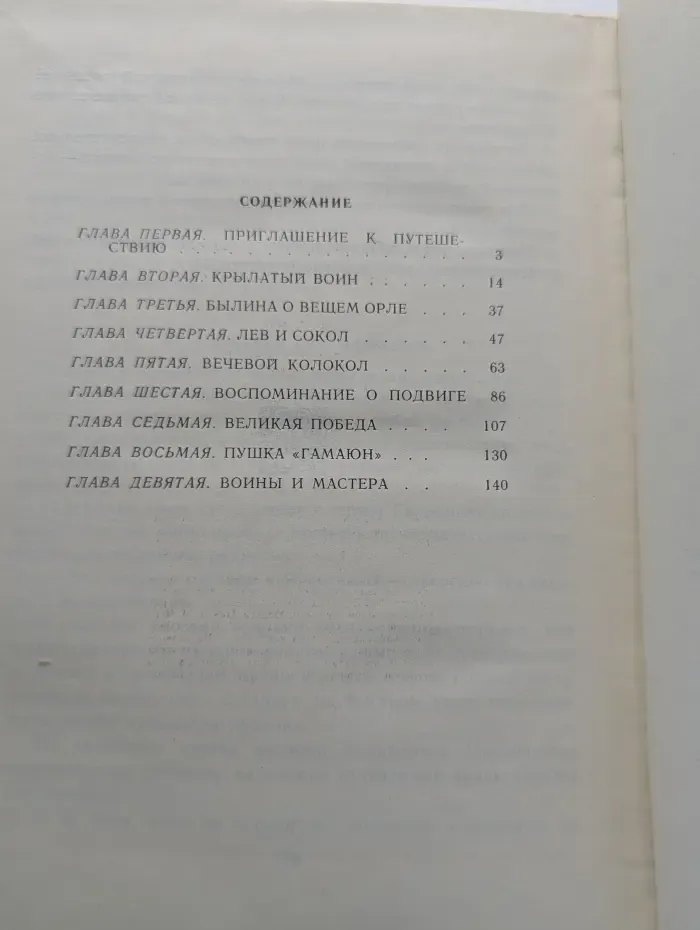 СОДЕРЖАНИЕ
ГЛАВА ПЕРВАЯ. ПРИГЛАШЕНИЕ К ПУТЕШЕ-
СТВИЮ . . . . . . . . . . . . . . . 3
ГЛАВА ВТОРАЯ. КРЫЛАТЫЙ ВОИН . . . . . 14
ГЛАВА ТРЕТЬЯ. БЫЛИНА О ВЕЩЕМ ОРЛЕ . . . 37
ГЛАВА ЧЕТВЕРТАЯ. ЛЕВ И СОКОЛ . . . . . 47
ГЛАВА ПЯТАЯ. ВЕЧЕВОЙ КОЛОКОЛ . . . . . 63
ГЛАВА ШЕСТАЯ. ВОСПОМИНАНИЕ О ПОДВИГЕ 86
ГЛАВА СЕДЬМАЯ. ВЕЛИКАЯ ПОБЕДА . . . . 107
ГЛАВА ВОСЬМАЯ. ПУШКА «ГАМАЮН» . . . 130
ГЛАВА ДЕВЯТАЯ. ВОИНЫ И МАСТЕРА . . 140